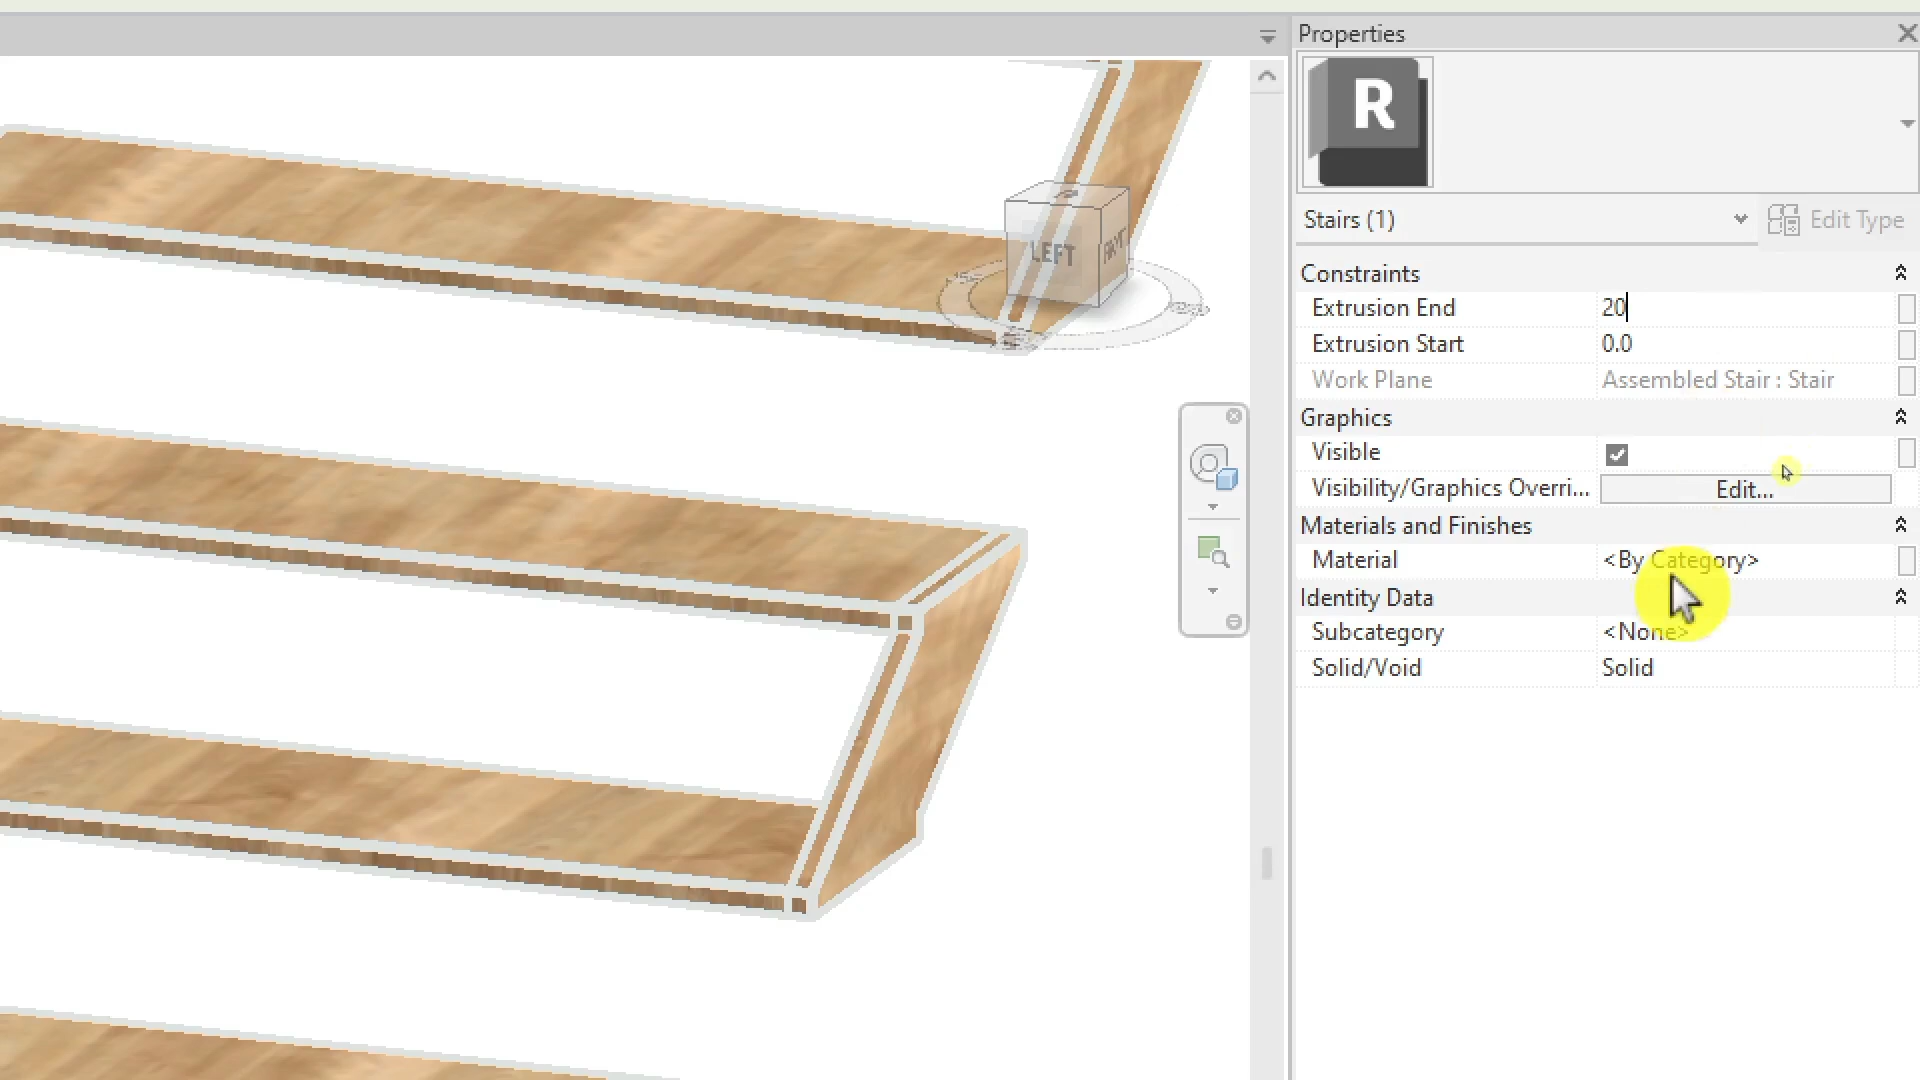 Properties
R
Stairs (1)
Edit Type
Constraints
Extrusion End 20
Extrusion Start 0.0
Work Plane Assembled Stair : Stair
Graphics
Visible
Visibility/Graphics Overri... Edit...
Materials and Finishes
Material <By Category>
Identity Data
Subcategory <None>
Solid/Void Solid
LEFT